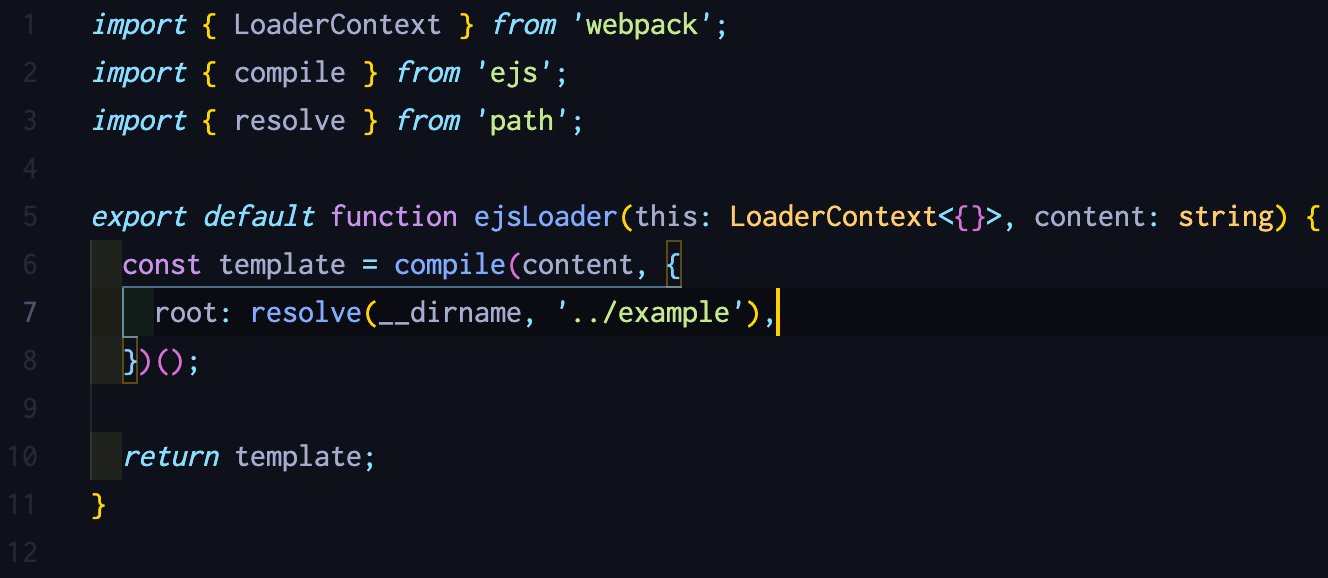 1 import { LoaderContext } from 'webpack';
2 import { compile } from 'ejs';
3 import { resolve } from 'path';
4
5 export default function ejsLoader(this: LoaderContext<{}>, content: string) {
6   const template = compile(content, {
7     root: resolve(__dirname, '../example'),
8   })();
9
10   return template;
11 }
12